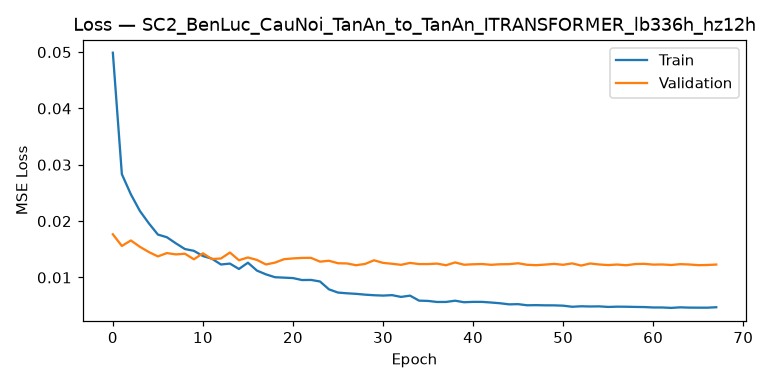 Loss — SC2_BenLuc_CauNoi_TanAn_to_TanAn_ITRANSFORMER_lb336h_hz12h
0.05
0.04
0.03
0.02
0.01
MSE Loss
Train
Validation
0 10 20 30 40 50 60 70
Epoch